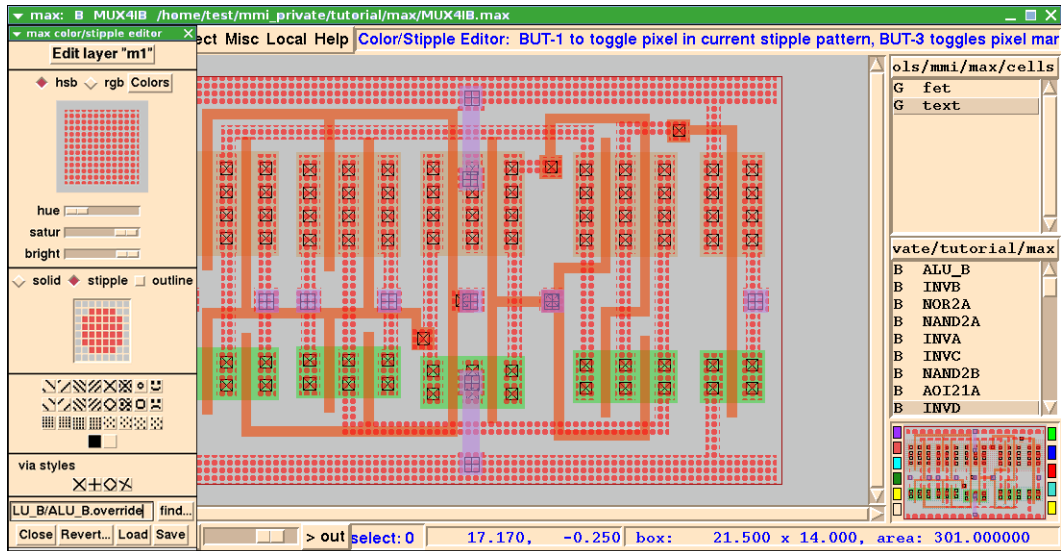 max: B MUX4IB /home/test/mmi_private/tutorial/max/MUX4IB.max
max color/stipple editor
ect Misc Local Help
Color/Stipple Editor: BUT-1 to toggle pixel in current stipple pattern, BUT-3 toggles pixel mar
Edit layer "m1"
hsb rgb Colors
hue
satur
bright
solid stipple outline
via styles
LU_B/ALU_B.override find...
Close Revert... Load Save
> out select: 0 17.170, -0.250 box: 21.500 x 14.000, area: 301.000000
ols/mmi/max/cells
G fet
G text
vate/tutorial/max
B ALU_B
B INVB
B NOR2A
B NAND2A
B INVA
B INVC
B NAND2B
B AOI21A
B INVD